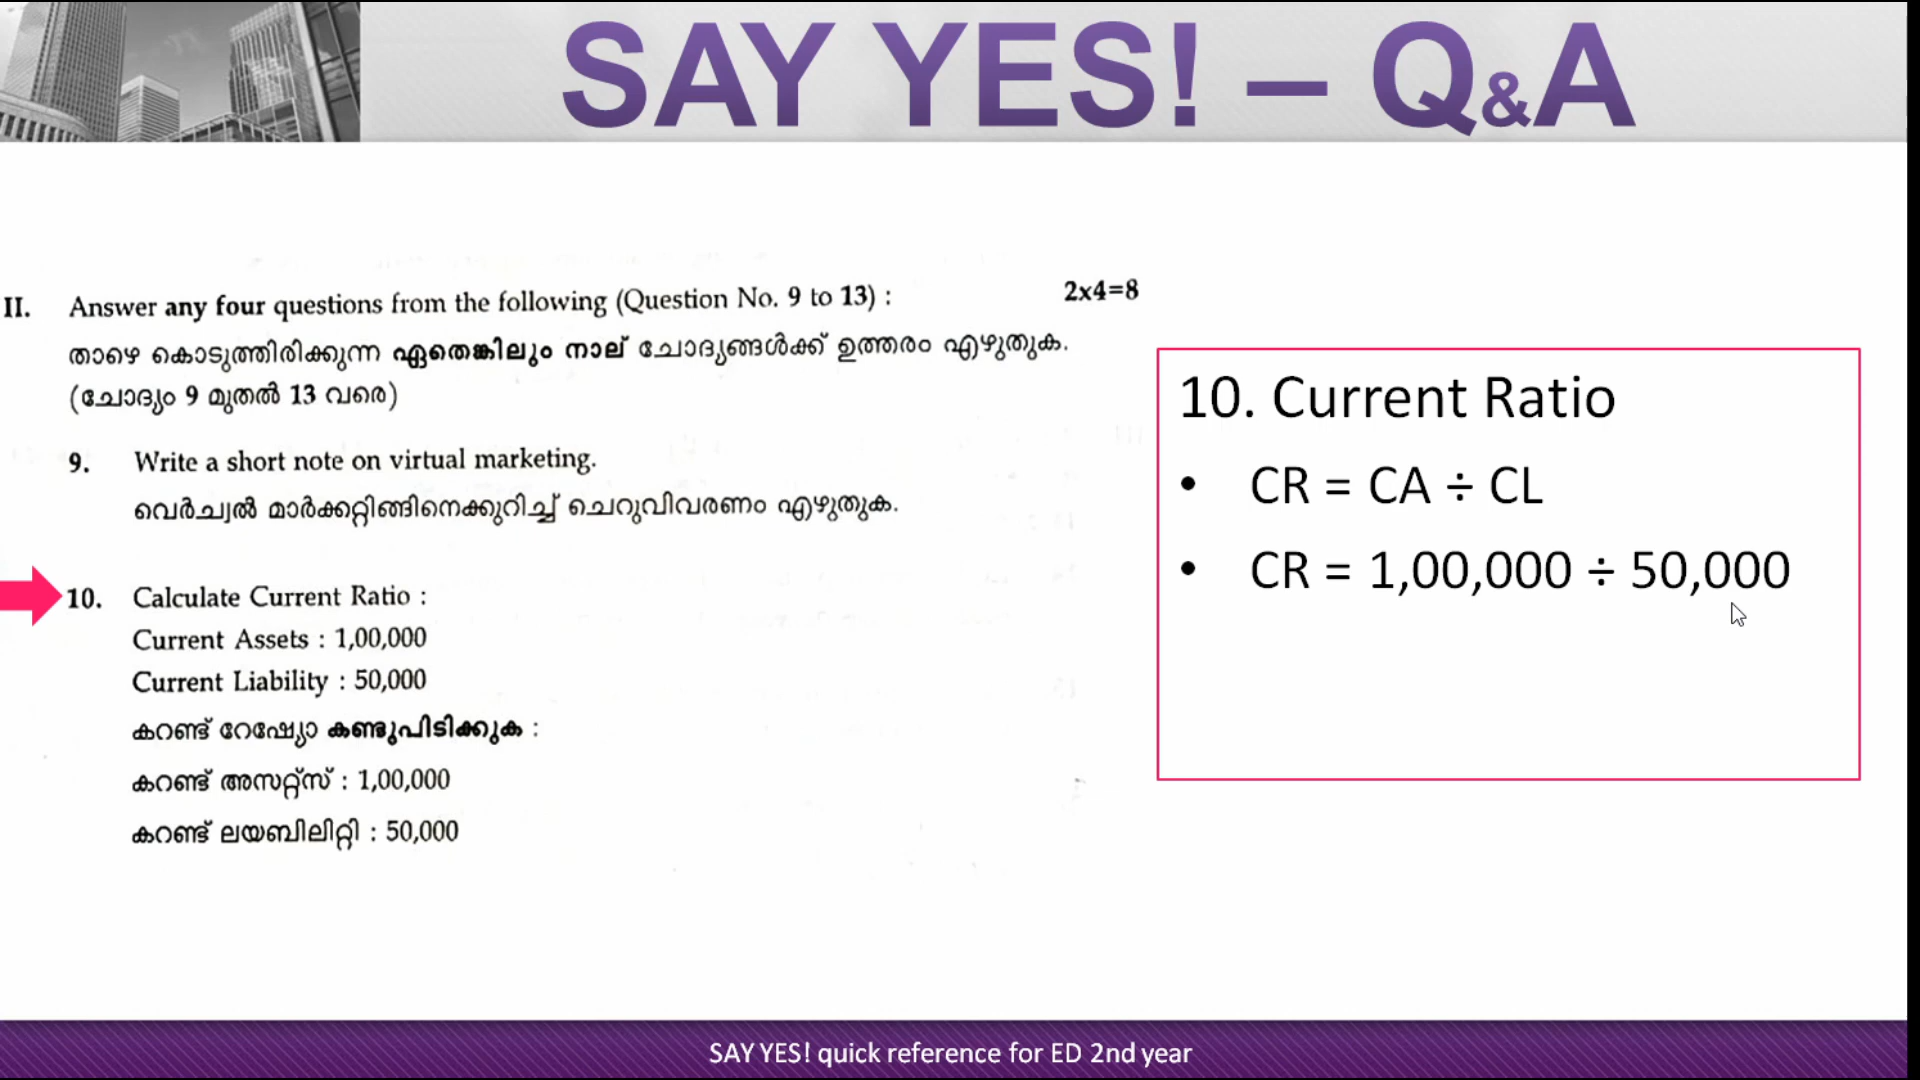 SAY YES! – Q&A
II. Answer any four questions from the following (Question No. 9 to 13) : 2x4=8
താഴെ കൊടുത്തിരിക്കുന്ന ഏതെങ്കിലും നാല് ചോദ്യങ്ങൾക്ക് ഉത്തരം എഴുതുക.
(ചോദ്യം 9 മുതൽ 13 വരെ)
9. Write a short note on virtual marketing.
വെർച്വൽ മാർക്കറ്റിങ്ങിനെക്കുറിച്ച് ചെറുവിവരണം എഴുതുക.
10. Calculate Current Ratio :
Current Assets : 1,00,000
Current Liability : 50,000
കറണ്ട് റേഷ്യോ കണ്ടുപിടിക്കുക :
കറണ്ട് അസറ്റ്സ് : 1,00,000
കറണ്ട് ലയബിലിറ്റി : 50,000
10. Current Ratio
• CR = CA ÷ CL
• CR = 1,00,000 ÷ 50,000
SAY YES! quick reference for ED 2nd year